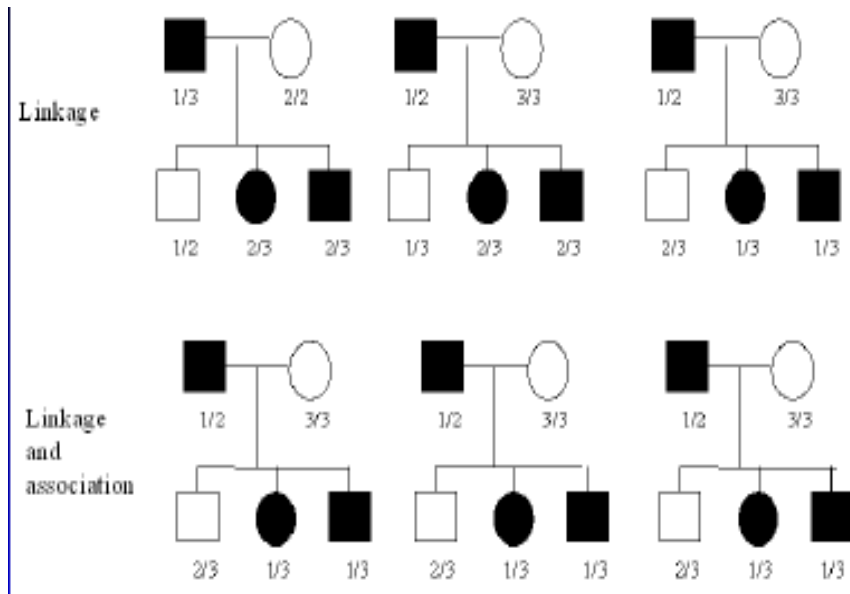 1/3 2/2 1/2 3/3 1/2 3/3
Linkage
1/2 2/3 2/3 1/3 2/3 2/3 2/3 1/3 1/3
1/2 3/3 1/2 3/3 1/2 3/3
Linkage
and
association
2/3 1/3 1/3 2/3 1/3 1/3 2/3 1/3 1/3